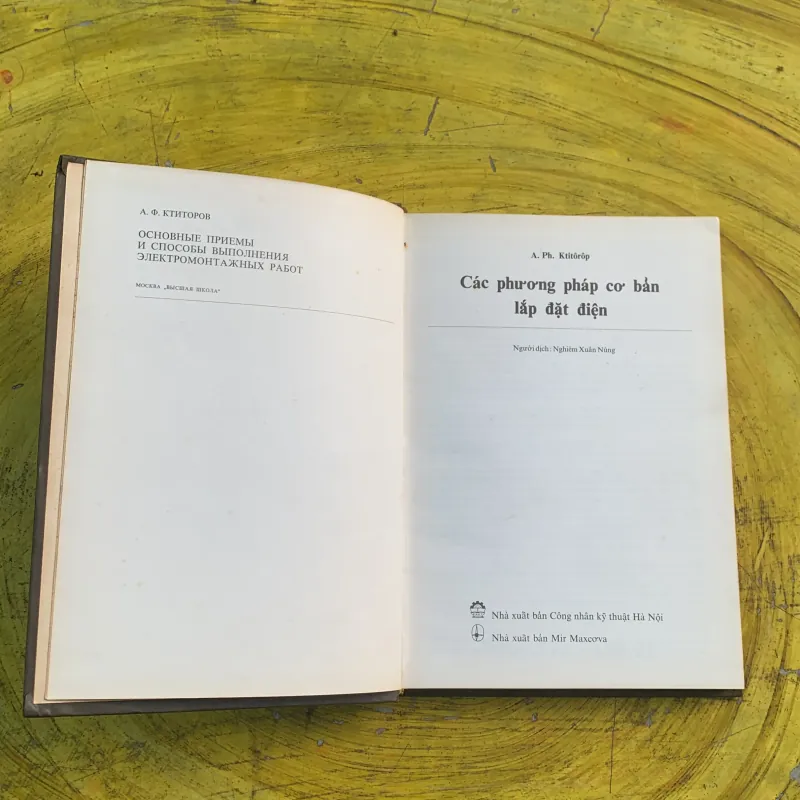 А. Ф. КТИТОРОВ
ОСНОВНЫЕ ПРИЕМЫ
И СПОСОБЫ ВЫПОЛНЕНИЯ
ЭЛЕКТРОМОНТАЖНЫХ РАБОТ
МОСКВА „ВЫСШАЯ ШКОЛА“
A. Ph. Ktitôrôp
Các phương pháp cơ bản
lắp đặt điện
Người dịch: Nghiêm Xuân Nũng
Nhà xuất bản Công nhân kỹ thuật Hà Nội
Nhà xuất bản Mir Maxcơva